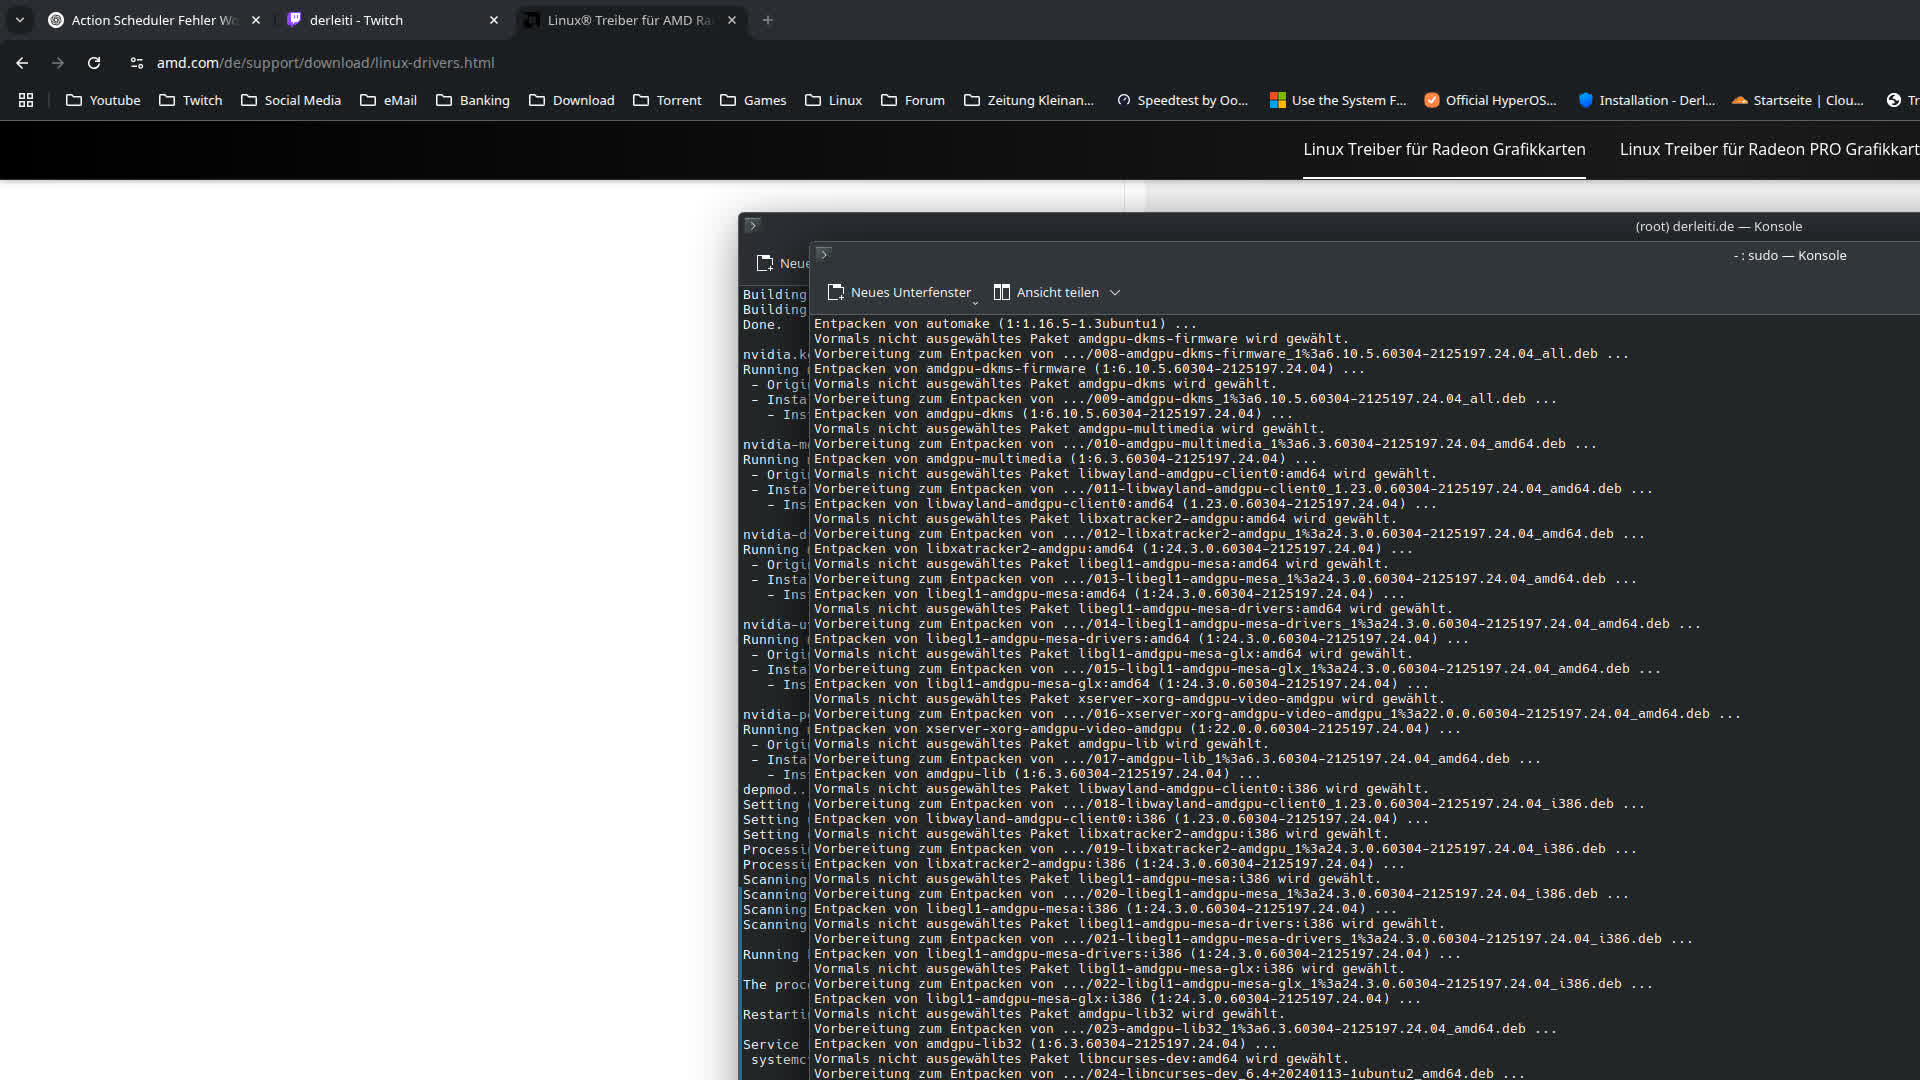 Action Scheduler Fehler Wo
derleiti - Twitch
Linux® Treiber für AMD Ra
amd.com/de/support/download/linux-drivers.html
Youtube Twitch Social Media eMail Banking Download Torrent Games Linux Forum Zeitung Kleinan... Speedtest by Oo... Use the System F... Official HyperOS... Installation - Derl... Startseite | Clou... Tr
Linux Treiber für Radeon Grafikkarten Linux Treiber für Radeon PRO Grafikkart
(root) derleiti.de — Konsole
Neue
Building
Building
Done.
nvidia.k
Running
- Origi
- Insta
- Ins
nvidia-m
Running
- Origi
- Insta
- Ins
nvidia-d
Running
- Origi
- Insta
- Ins
nvidia-u
Running
- Origi
- Insta
- Ins
nvidia-p
Running
- Origi
- Insta
- Ins
depmod..
Setting
Setting
Setting
Processi
Processi
Scanning
Scanning
Scanning
Scanning
Running
The proc
Restarti
Service
systemc
- : sudo — Konsole
Neues Unterfenster Ansicht teilen
Entpacken von automake (1:1.16.5-1.3ubuntu1) ...
Vormals nicht ausgewähltes Paket amdgpu-dkms-firmware wird gewählt.
Vorbereitung zum Entpacken von .../008-amdgpu-dkms-firmware_1%3a6.10.5.60304-2125197.24.04_all.deb ...
Entpacken von amdgpu-dkms-firmware (1:6.10.5.60304-2125197.24.04) ...
Vormals nicht ausgewähltes Paket amdgpu-dkms wird gewählt.
Vorbereitung zum Entpacken von .../009-amdgpu-dkms_1%3a6.10.5.60304-2125197.24.04_all.deb ...
Entpacken von amdgpu-dkms (1:6.10.5.60304-2125197.24.04) ...
Vormals nicht ausgewähltes Paket amdgpu-multimedia wird gewählt.
Vorbereitung zum Entpacken von .../010-amdgpu-multimedia_1%3a6.3.60304-2125197.24.04_amd64.deb ...
Entpacken von amdgpu-multimedia (1:6.3.60304-2125197.24.04) ...
Vormals nicht ausgewähltes Paket libwayland-amdgpu-client0:amd64 wird gewählt.
Vorbereitung zum Entpacken von .../011-libwayland-amdgpu-client0_1.23.0.60304-2125197.24.04_amd64.deb ...
Entpacken von libwayland-amdgpu-client0:amd64 (1.23.0.60304-2125197.24.04) ...
Vormals nicht ausgewähltes Paket libxatracker2-amdgpu:amd64 wird gewählt.
Vorbereitung zum Entpacken von .../012-libxatracker2-amdgpu_1%3a24.3.0.60304-2125197.24.04_amd64.deb ...
Entpacken von libxatracker2-amdgpu:amd64 (1:24.3.0.60304-2125197.24.04) ...
Vormals nicht ausgewähltes Paket libegl1-amdgpu-mesa:amd64 wird gewählt.
Vorbereitung zum Entpacken von .../013-libegl1-amdgpu-mesa_1%3a24.3.0.60304-2125197.24.04_amd64.deb ...
Entpacken von libegl1-amdgpu-mesa:amd64 (1:24.3.0.60304-2125197.24.04) ...
Vormals nicht ausgewähltes Paket libegl1-amdgpu-mesa-drivers:amd64 wird gewählt.
Vorbereitung zum Entpacken von .../014-libegl1-amdgpu-mesa-drivers_1%3a24.3.0.60304-2125197.24.04_amd64.deb ...
Entpacken von libegl1-amdgpu-mesa-drivers:amd64 (1:24.3.0.60304-2125197.24.04) ...
Vormals nicht ausgewähltes Paket libgl1-amdgpu-mesa-glx:amd64 wird gewählt.
Vorbereitung zum Entpacken von .../015-libgl1-amdgpu-mesa-glx_1%3a24.3.0.60304-2125197.24.04_amd64.deb ...
Entpacken von libgl1-amdgpu-mesa-glx:amd64 (1:24.3.0.60304-2125197.24.04) ...
Vormals nicht ausgewähltes Paket xserver-xorg-amdgpu-video-amdgpu wird gewählt.
Vorbereitung zum Entpacken von .../016-xserver-xorg-amdgpu-video-amdgpu_1%3a22.0.0.60304-2125197.24.04_amd64.deb ...
Entpacken von xserver-xorg-amdgpu-video-amdgpu (1:22.0.0.60304-2125197.24.04) ...
Vormals nicht ausgewähltes Paket amdgpu-lib wird gewählt.
Vorbereitung zum Entpacken von .../017-amdgpu-lib_1%3a6.3.60304-2125197.24.04_amd64.deb ...
Entpacken von amdgpu-lib (1:6.3.60304-2125197.24.04) ...
Vormals nicht ausgewähltes Paket libwayland-amdgpu-client0:i386 wird gewählt.
Vorbereitung zum Entpacken von .../018-libwayland-amdgpu-client0_1.23.0.60304-2125197.24.04_i386.deb ...
Entpacken von libwayland-amdgpu-client0:i386 (1.23.0.60304-2125197.24.04) ...
Vormals nicht ausgewähltes Paket libxatracker2-amdgpu:i386 wird gewählt.
Vorbereitung zum Entpacken von .../019-libxatracker2-amdgpu_1%3a24.3.0.60304-2125197.24.04_i386.deb ...
Entpacken von libxatracker2-amdgpu:i386 (1:24.3.0.60304-2125197.24.04) ...
Vormals nicht ausgewähltes Paket libegl1-amdgpu-mesa:i386 wird gewählt.
Vorbereitung zum Entpacken von .../020-libegl1-amdgpu-mesa_1%3a24.3.0.60304-2125197.24.04_i386.deb ...
Entpacken von libegl1-amdgpu-mesa:i386 (1:24.3.0.60304-2125197.24.04) ...
Vormals nicht ausgewähltes Paket libegl1-amdgpu-mesa-drivers:i386 wird gewählt.
Vorbereitung zum Entpacken von .../021-libegl1-amdgpu-mesa-drivers_1%3a24.3.0.60304-2125197.24.04_i386.deb ...
Entpacken von libegl1-amdgpu-mesa-drivers:i386 (1:24.3.0.60304-2125197.24.04) ...
Vormals nicht ausgewähltes Paket libgl1-amdgpu-mesa-glx:i386 wird gewählt.
Vorbereitung zum Entpacken von .../022-libgl1-amdgpu-mesa-glx_1%3a24.3.0.60304-2125197.24.04_i386.deb ...
Entpacken von libgl1-amdgpu-mesa-glx:i386 (1:24.3.0.60304-2125197.24.04) ...
Vormals nicht ausgewähltes Paket amdgpu-lib32 wird gewählt.
Vorbereitung zum Entpacken von .../023-amdgpu-lib32_1%3a6.3.60304-2125197.24.04_amd64.deb ...
Entpacken von amdgpu-lib32 (1:6.3.60304-2125197.24.04) ...
Vormals nicht ausgewähltes Paket libncurses-dev:amd64 wird gewählt.
Vorbereitung zum Entpacken von .../024-libncurses-dev_6.4+20240113-1ubuntu2_amd64.deb ...